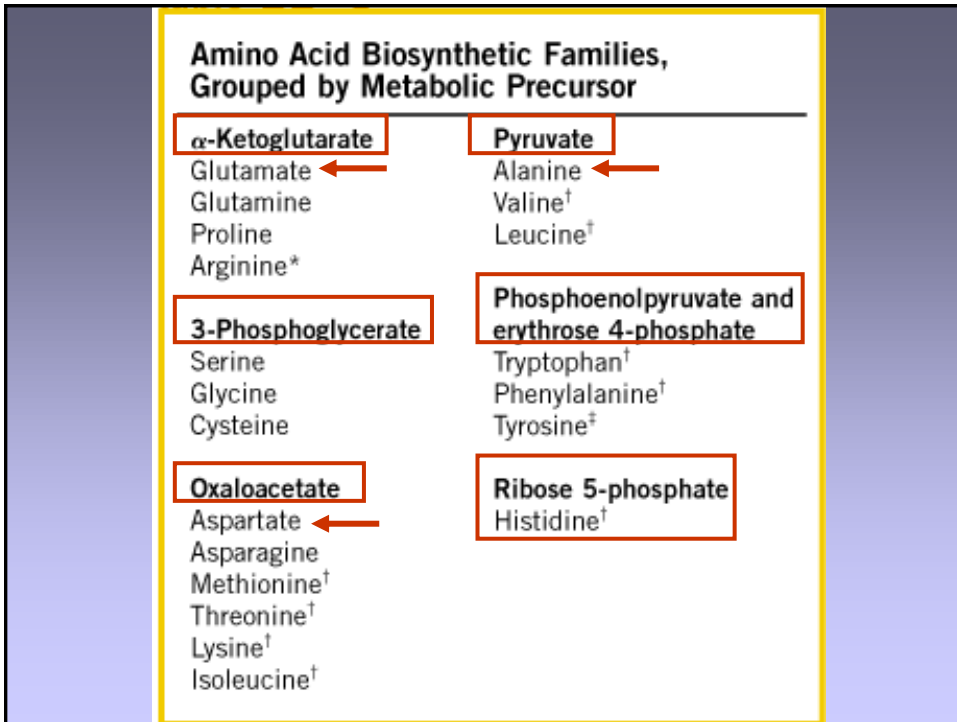 Amino Acid Biosynthetic Families,
Grouped by Metabolic Precursor
α-Ketoglutarate
Glutamate
Glutamine
Proline
Arginine*
3-Phosphoglycerate
Serine
Glycine
Cysteine
Oxaloacetate
Aspartate
Asparagine
Methionine†
Threonine†
Lysine†
Isoleucine†
Pyruvate
Alanine
Valine†
Leucine†
Phosphoenolpyruvate and
erythrose 4-phosphate
Tryptophan†
Phenylalanine†
Tyrosine‡
Ribose 5-phosphate
Histidine†